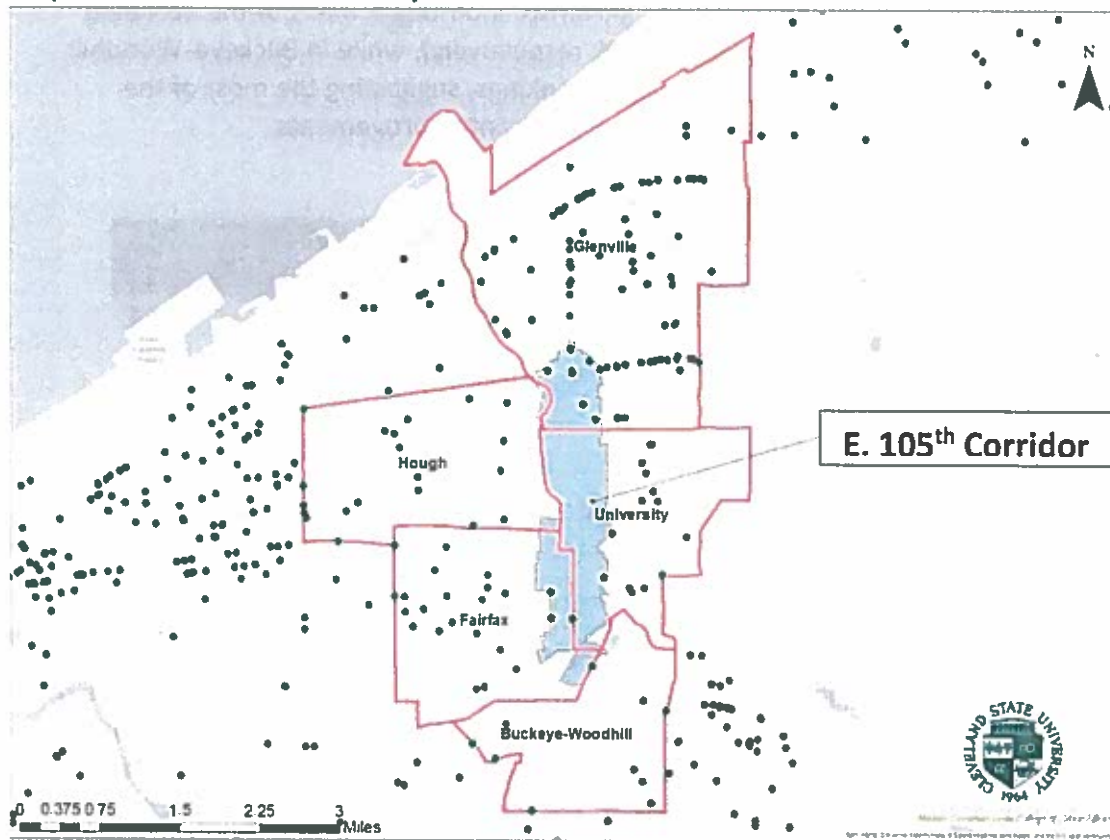 N
Glenville
E. 105th Corridor
Hough
University
Fairfax
Buckeye-Woodhill
CLEVELAND STATE UNIVERSITY
1964
0 0.375 0.75 1.5 2.25 3
Miles